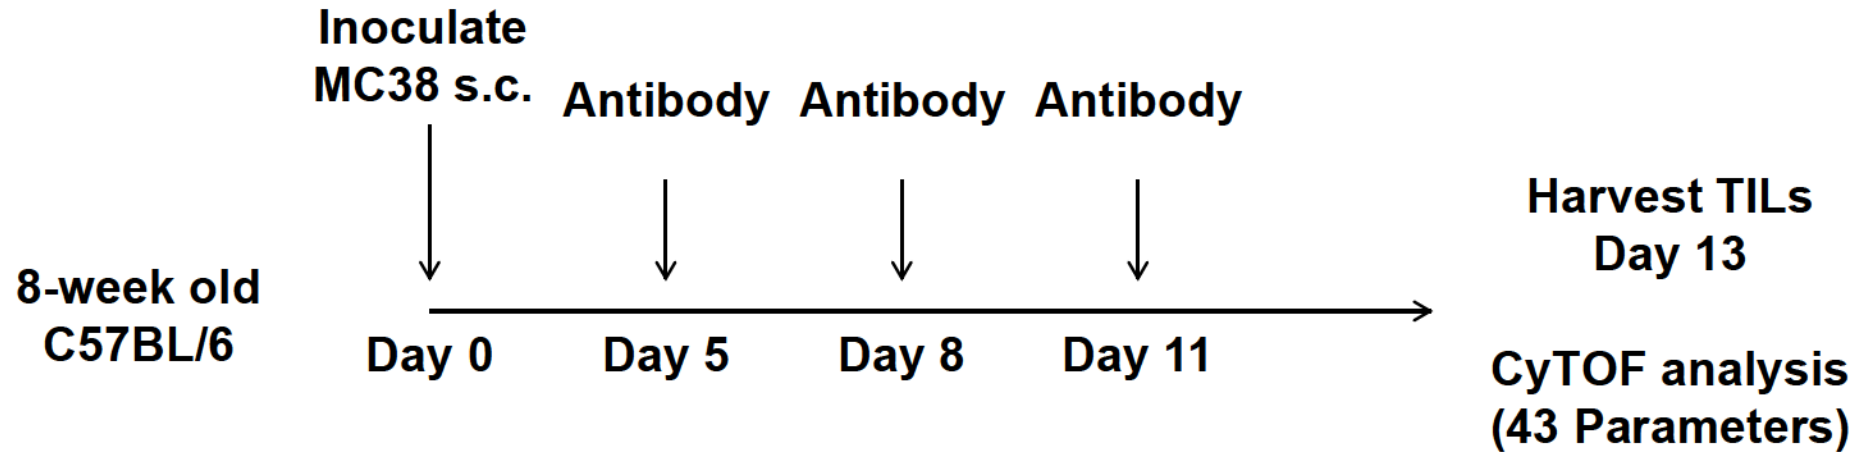 Inoculate
MC38 s.c.
Antibody
Antibody
Antibody
8-week old
C57BL/6
Day 0
Day 5
Day 8
Day 11
Harvest TILs
Day 13
CyTOF analysis
(43 Parameters)